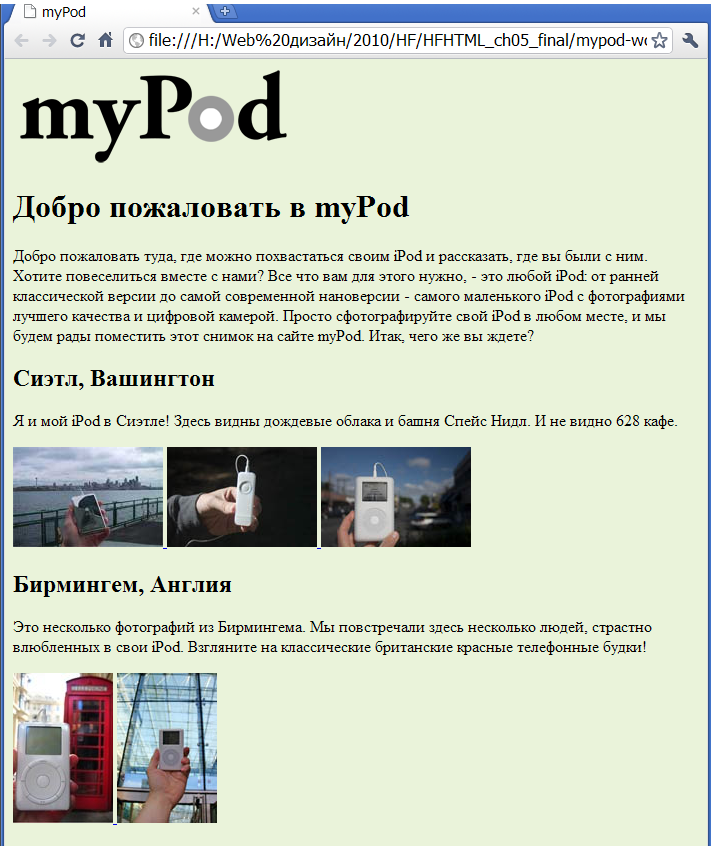 myPod
file:///H:/Web%20дизайн/2010/HF/HFHTML_ch05_final/mypod-wo
myPod
Добро пожаловать в myPod
Добро пожаловать туда, где можно похвастаться своим iPod и рассказать, где вы были с ним.
Хотите повеселиться вместе с нами? Все что вам для этого нужно, - это любой iPod: от ранней
классической версии до самой современной нановерсии - самого маленького iPod с фотографиями
лучшего качества и цифровой камерой. Просто сфотографируйте свой iPod в любом месте, и мы
будем рады поместить этот снимок на сайте myPod. Итак, чего же вы ждете?
Сиэтл, Вашингтон
Я и мой iPod в Сиэтле! Здесь видны дождевые облака и башня Спейс Нидл. И не видно 628 кафе.
Бирмингем, Англия
Это несколько фотографий из Бирмингема. Мы повстречали здесь несколько людей, страстно
влюбленных в свои iPod. Взгляните на классические британские красные телефонные будки!
TELEPHONE